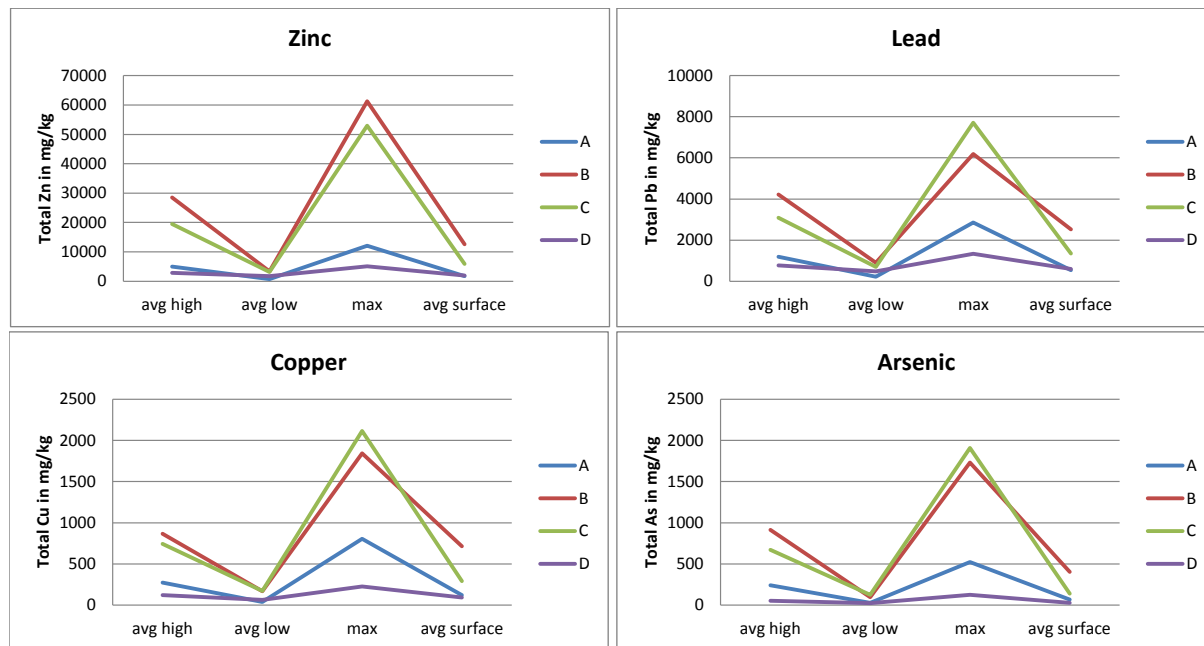 Zinc
Total Zn in mg/kg
70000
60000
50000
40000
30000
20000
10000
0
avg high avg low max avg surface
A
B
C
D
Lead
Total Pb in mg/kg
10000
8000
6000
4000
2000
0
avg high avg low max avg surface
A
B
C
D
Copper
Total Cu in mg/kg
2500
2000
1500
1000
500
0
avg high avg low max avg surface
A
B
C
D
Arsenic
Total As in mg/kg
2500
2000
1500
1000
500
0
avg high avg low max avg surface
A
B
C
D